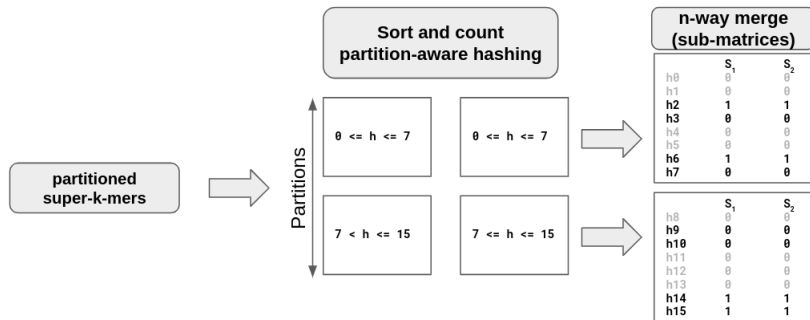 Sort and count
partition-aware hashing
n-way merge
(sub-matrices)
partitioned
super-k-mers
Partitions
0 <= h <= 7
0 <= h <= 7
7 < h <= 15
7 <= h <= 15
S1 S2
h0 0 0
h1 0 0
h2 1 1
h3 0 0
h4 0 0
h5 0 0
h6 1 1
h7 0 0
S1 S2
h8 0 0
h9 0 0
h10 0 0
h11 0 0
h12 0 0
h13 0 0
h14 1 1
h15 1 1